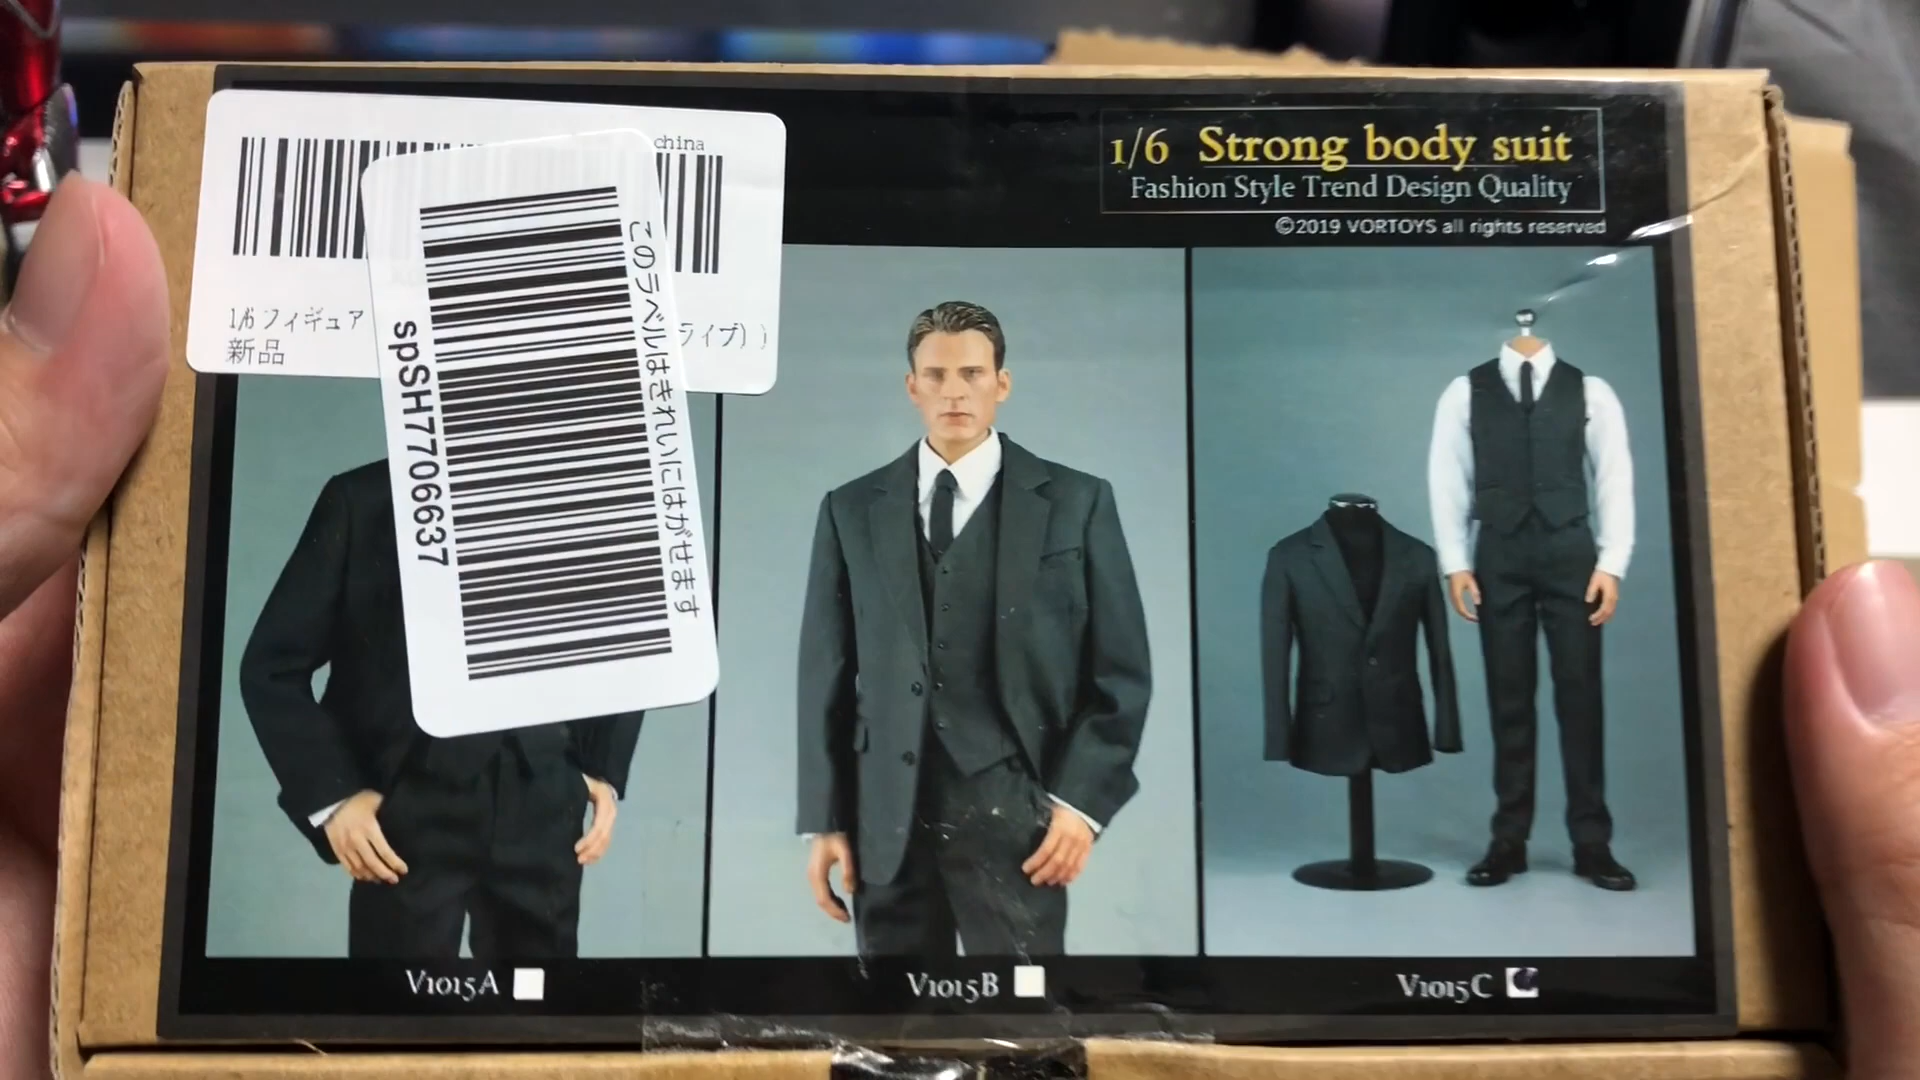 china
1/6 フィギュア
ライブ) )
新品
spSH7706637
このラベルはきれいにはがせます
1/6 Strong body suit
Fashion Style Trend Design Quality
©2019 VORTOYS all rights reserved
V1015A
V1015B
V1015C